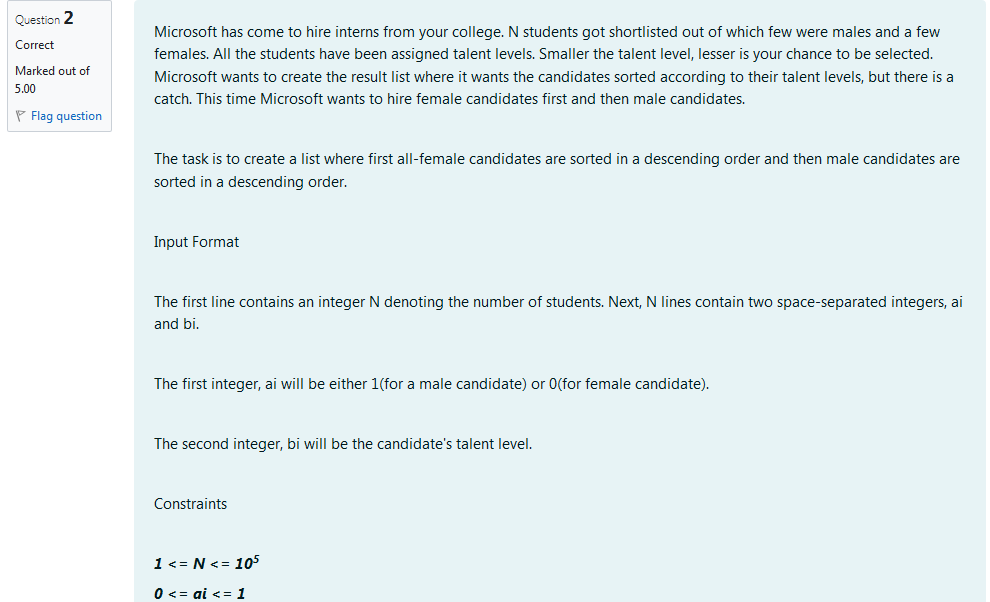 Question 2
Correct
Marked out of
5.00
Flag question
Microsoft has come to hire interns from your college. N students got shortlisted out of which few were males and a few
females. All the students have been assigned talent levels. Smaller the talent level, lesser is your chance to be selected.
Microsoft wants to create the result list where it wants the candidates sorted according to their talent levels, but there is a
catch. This time Microsoft wants to hire female candidates first and then male candidates.
The task is to create a list where first all-female candidates are sorted in a descending order and then male candidates are
sorted in a descending order.
Input Format
The first line contains an integer N denoting the number of students. Next, N lines contain two space-separated integers, ai
and bi.
The first integer, ai will be either 1(for a male candidate) or 0(for female candidate).
The second integer, bi will be the candidate's talent level.
Constraints
1 <= N <= 10⁵
0 <= ai <= 1